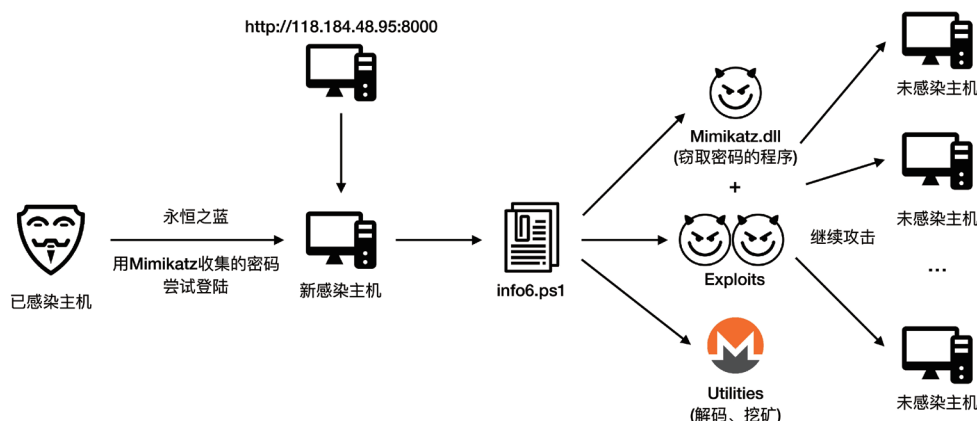 http://118.184.48.95:8000
未感染主机
Mimikatz.dll
(窃取密码的程序)
+
未感染主机
永恒之蓝
用Mimikatz收集的密码
尝试登陆
已感染主机
新感染主机
info6.ps1
Exploits
继续攻击
...
Utilities
(解码、挖矿)
未感染主机